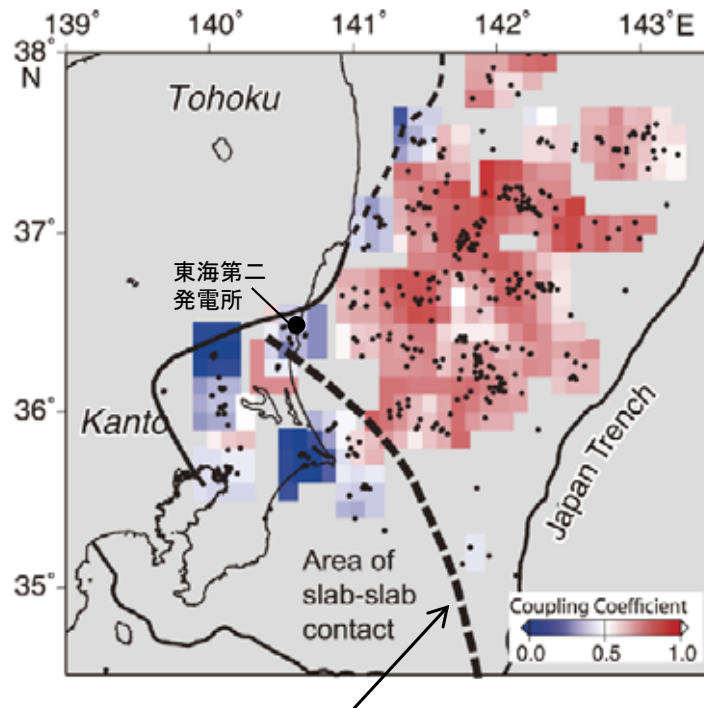 139°
140°
141°
142°
143°E
38°
N
Tohoku
37°
東海第二
発電所
36°
Kanto
Japan Trench
35°
Area of
slab-slab
contact
Coupling Coefficient
0.0
0.5
1.0